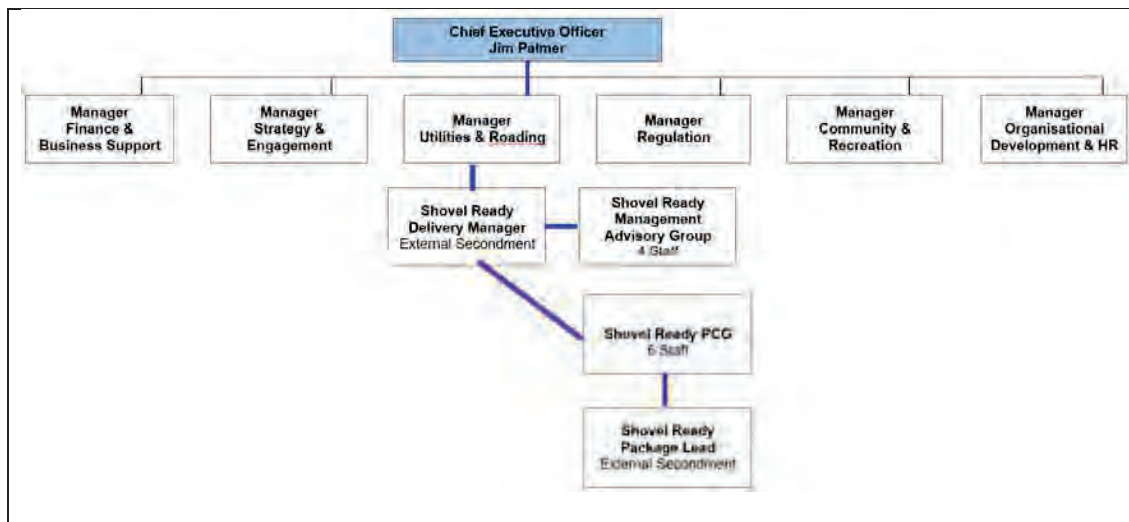 Chief Executive Officer
Jim Palmer
Manager
Finance &
Business Support
Manager
Strategy &
Engagement
Manager
Utilities & Roading
Manager
Regulation
Manager
Community &
Recreation
Manager
Organisational
Development & HR
Shovel Ready
Delivery Manager
External Secondment
Shovel Ready
Management
Advisory Group
4 Staff
Shovel Ready PCG
6 Staff
Shovel Ready
Package Lead
External Secondment